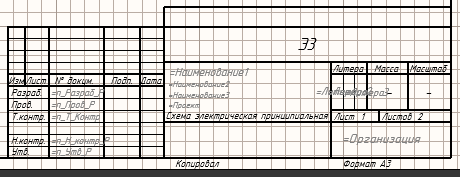 ЭЗ
Изм Лист № докум. Подп. Дата
=Наименование1
Литера Масса Масштаб
Разраб. =п_Разраб_Р
=Наименование2
Пров. =п_Пров_Р
=Наименование3
- -
Т.контр. =п_Т_Контр
=Проект
Схема электрическая принципиальная
Лист 1 Листов 2
Н.контр. =п_Н_контр_Р
=Организация
Утв. =п_Утв_Р
Копировал Формат А3